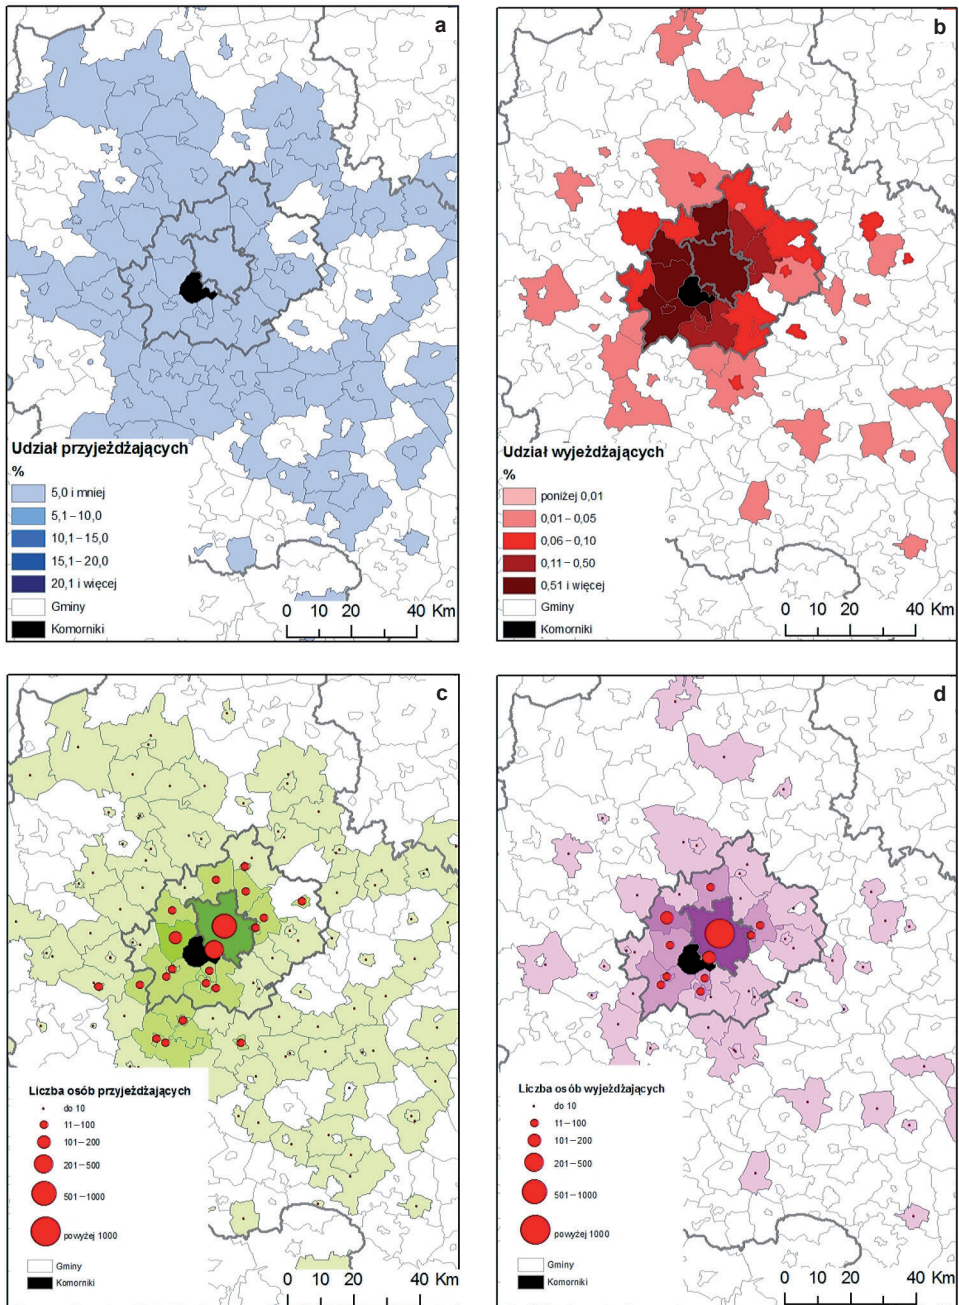 a
Udział przyjeżdżających
%
5,0 i mniej
5,1–10,0
10,1–15,0
15,1–20,0
20,1 i więcej
Gminy
Komorniki
0 10 20 40 Km
b
Udział wyjeżdżających
%
poniżej 0,01
0,01–0,05
0,06–0,10
0,11–0,50
0,51 i więcej
Gminy
Komorniki
0 10 20 40 Km
c
Liczba osób przyjeżdżających
do 10
11–100
101–200
201–500
501–1000
powyżej 1000
Gminy
Komorniki
0 10 20 40 Km
d
Liczba osób wyjeżdżających
do 10
11–100
101–200
201–500
501–1000
powyżej 1000
Gminy
Komorniki
0 10 20 40 Km